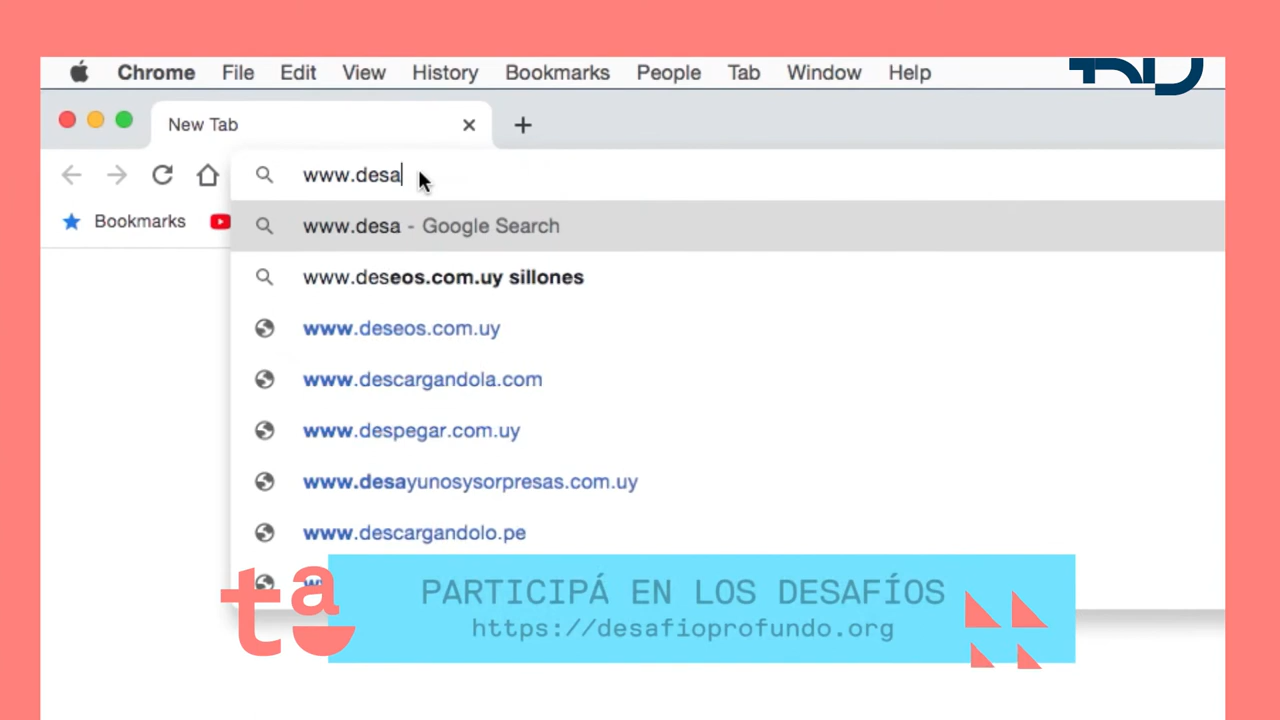 Chrome File Edit View History Bookmarks People Tab Window Help
New Tab
www.desa
Bookmarks
www.desa - Google Search
www.deseos.com.uy sillones
www.deseos.com.uy
www.descargandola.com
www.despegar.com.uy
www.desayunosysorpresas.com.uy
www.descargandolo.pe
ta
PARTICIPÁ EN LOS DESAFÍOS
https://desafioprofundo.org